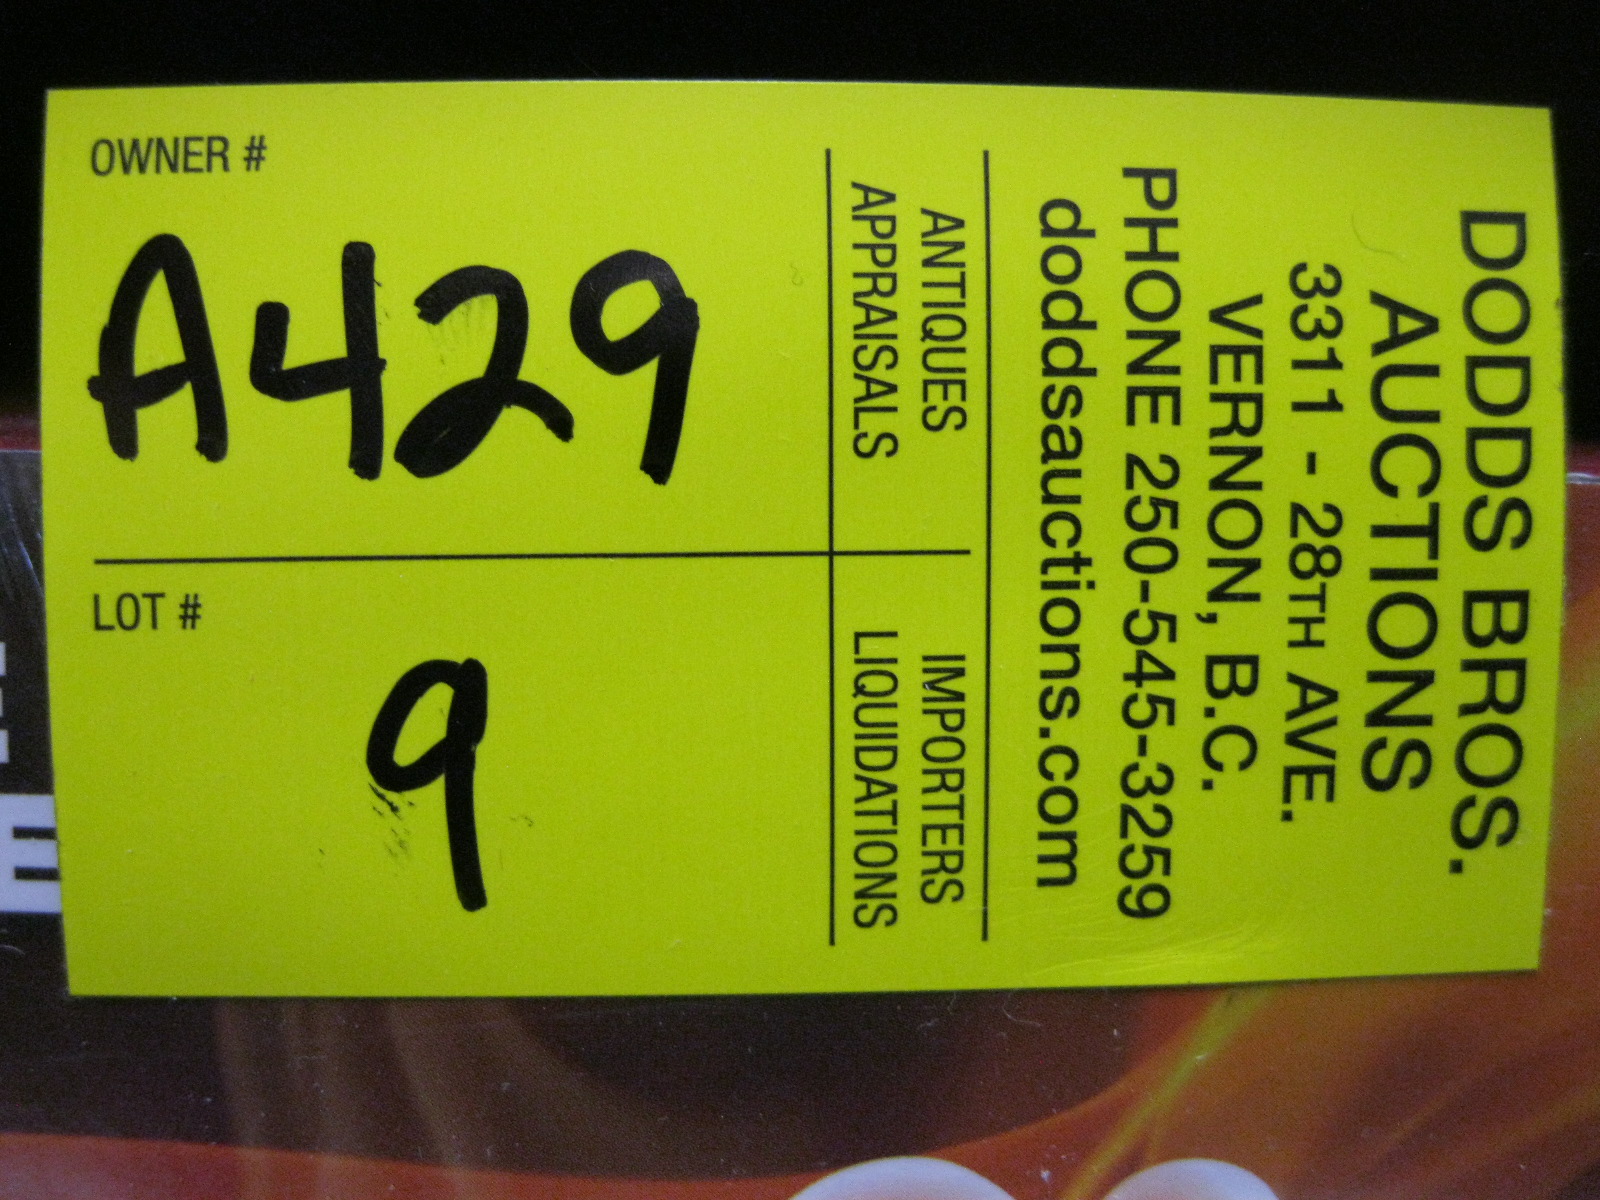 DODDS BROS.
AUCTIONS
3311 - 28TH AVE.
VERNON, B.C.
PHONE 250-545-3259
doddsauctions.com
ANTIQUES
APPRAISALS
IMPORTERS
LIQUIDATIONS
OWNER #
A429
LOT #
9